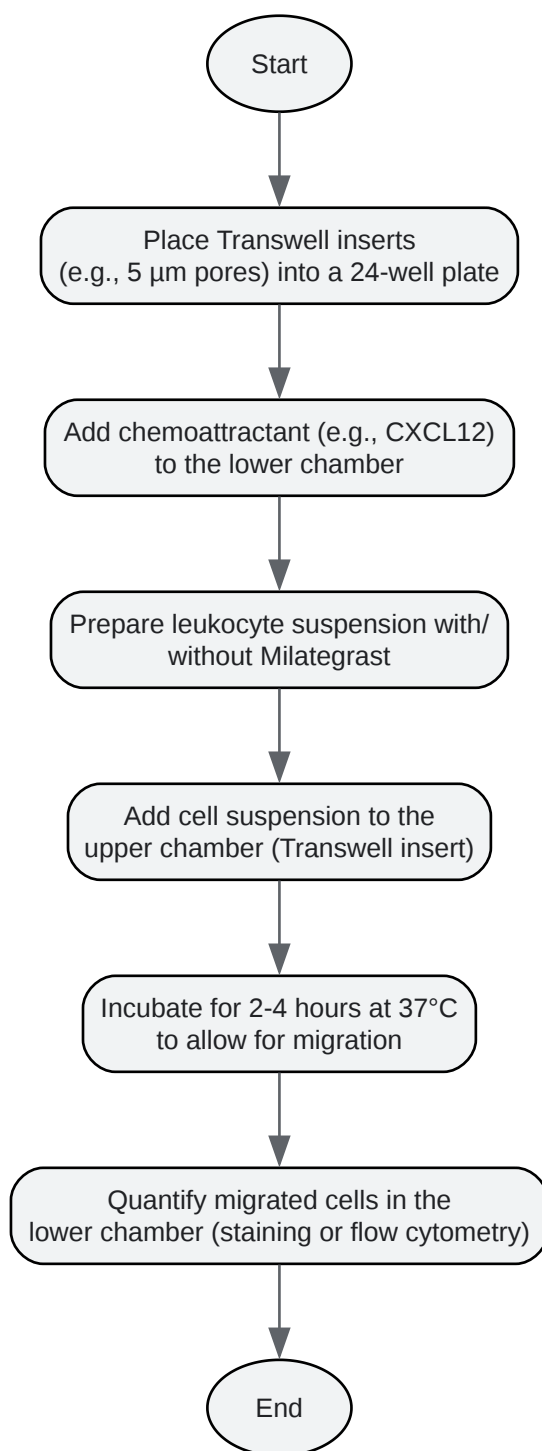 Start
Place Transwell inserts
(e.g., 5 µm pores) into a 24-well plate
Add chemoattractant (e.g., CXCL12)
to the lower chamber
Prepare leukocyte suspension with/
without Milategrast
Add cell suspension to the
upper chamber (Transwell insert)
Incubate for 2-4 hours at 37°C
to allow for migration
Quantify migrated cells in the
lower chamber (staining or flow cytometry)
End